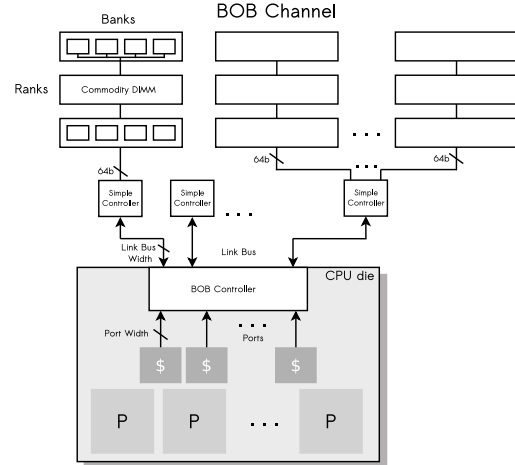 BOB Channel
Banks
Ranks
Commodity DIMM
64b
64b
64b
Simple
Controller
Simple
Controller
Simple
Controller
Link Bus
Width
Link Bus
CPU die
BOB Controller
Port Width
Ports
$
$
$
P
P
P